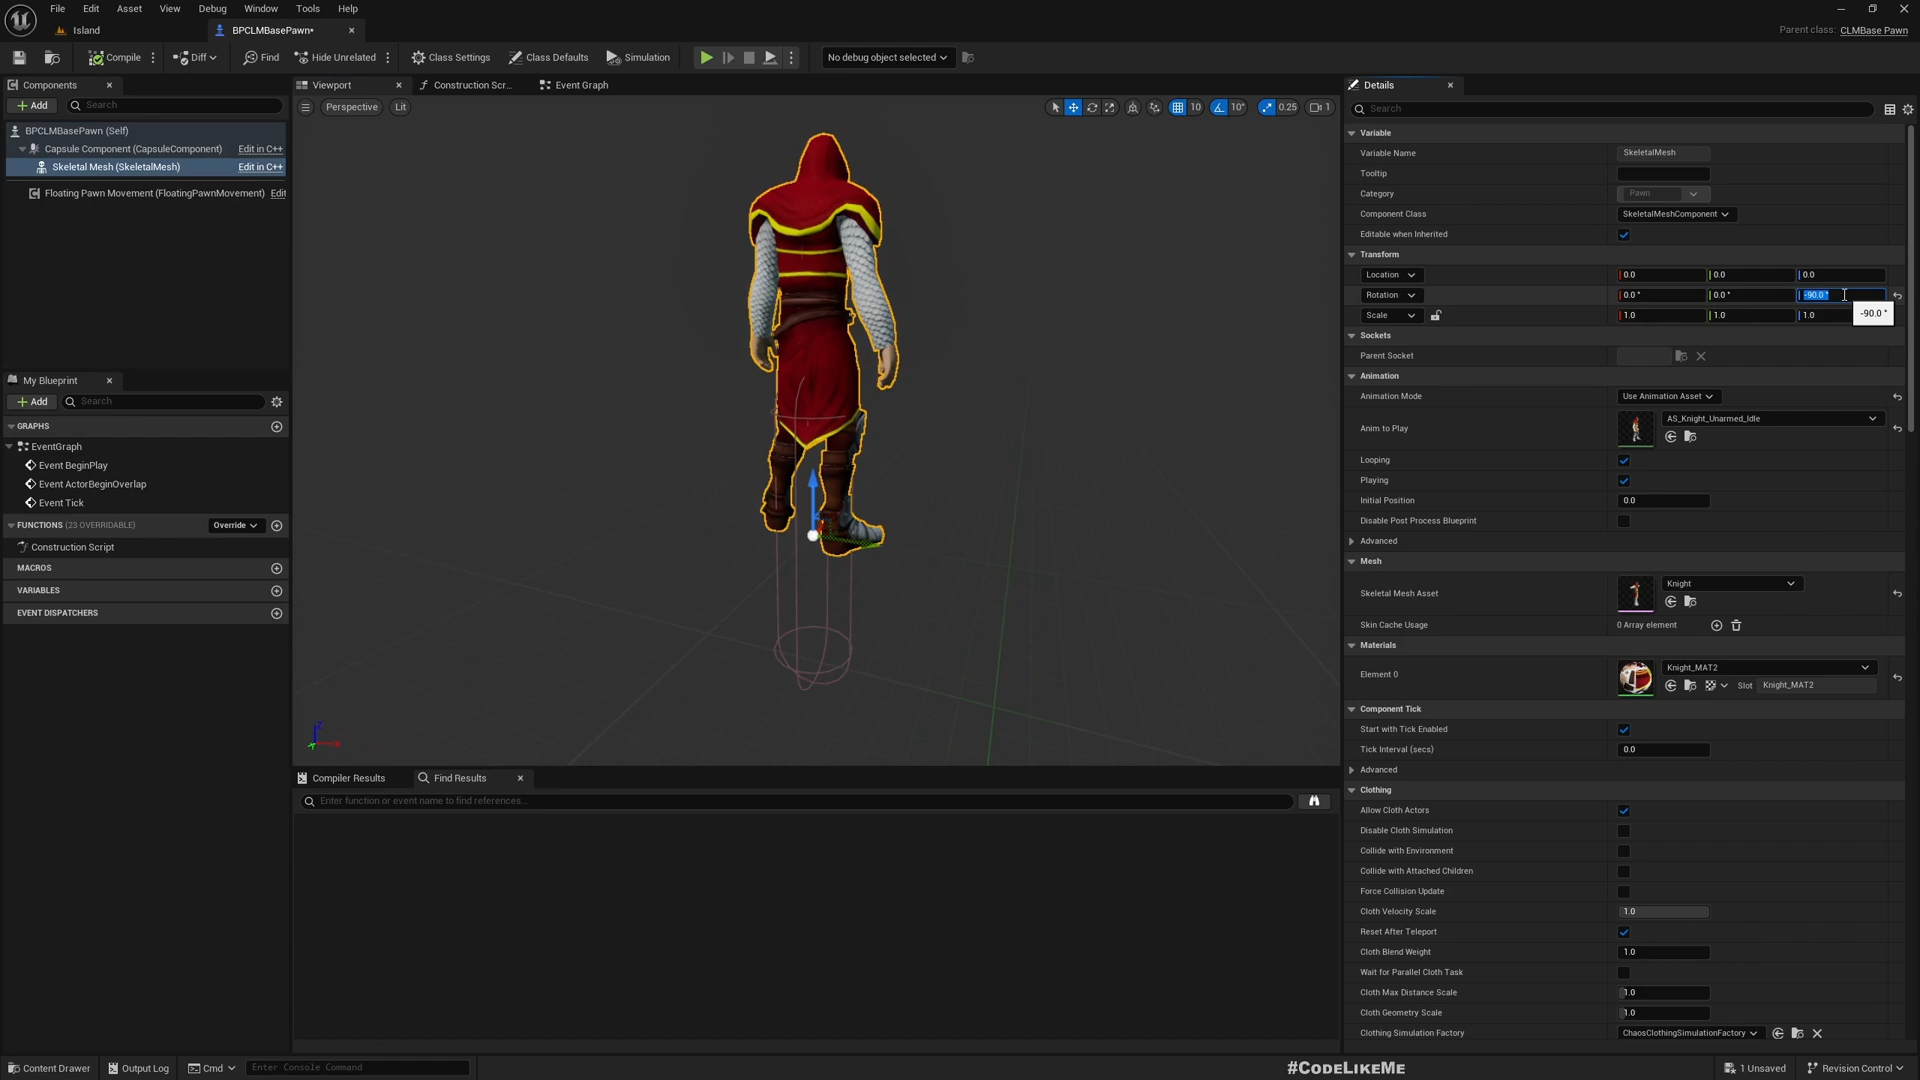 File Edit Asset View Debug Window Tools Help
Island
BPCLMBasePawn*
Parent class: CLMBase Pawn
Compile
Diff
Find
Hide Unrelated
Class Settings
Class Defaults
Simulation
No debug object selected
Components
Add
Search
BPCLMBasePawn (Self)
Capsule Component (CapsuleComponent) Edit in C++
Skeletal Mesh (SkeletalMesh) Edit in C++
Floating Pawn Movement (FloatingPawnMovement) Edit
My Blueprint
Add
Search
GRAPHS
EventGraph
Event BeginPlay
Event ActorBeginOverlap
Event Tick
FUNCTIONS (23 OVERRIDABLE) Override
Construction Script
MACROS
VARIABLES
EVENT DISPATCHERS
Viewport
Construction Scr...
Event Graph
Perspective
Lit
10
10°
0.25
1
Z
Compiler Results
Find Results
Enter function or event name to find references...
Details
Search
Variable
Variable Name SkeletalMesh
Tooltip
Category Pawn
Component Class SkeletalMeshComponent
Editable when Inherited
Transform
Location 0.0 0.0 0.0
Rotation 0.0 ° 0.0 ° -90.0 °
Scale 1.0 1.0 1.0
-90.0 °
Sockets
Parent Socket
Animation
Animation Mode Use Animation Asset
Anim to Play AS_Knight_Unarmed_Idle
Looping
Playing
Initial Position 0.0
Disable Post Process Blueprint
Advanced
Mesh
Skeletal Mesh Asset Knight
Skin Cache Usage 0 Array element
Materials
Element 0 Knight_MAT2
Slot Knight_MAT2
Component Tick
Start with Tick Enabled
Tick Interval (secs) 0.0
Advanced
Clothing
Allow Cloth Actors
Disable Cloth Simulation
Collide with Environment
Collide with Attached Children
Force Collision Update
Cloth Velocity Scale 1.0
Reset After Teleport
Cloth Blend Weight 1.0
Wait for Parallel Cloth Task
Cloth Max Distance Scale 1.0
Cloth Geometry Scale 1.0
Clothing Simulation Factory ChaosClothingSimulationFactory
Content Drawer
Output Log
Cmd
Enter Console Command
#CODELIKEME
1 Unsaved
Revision Control